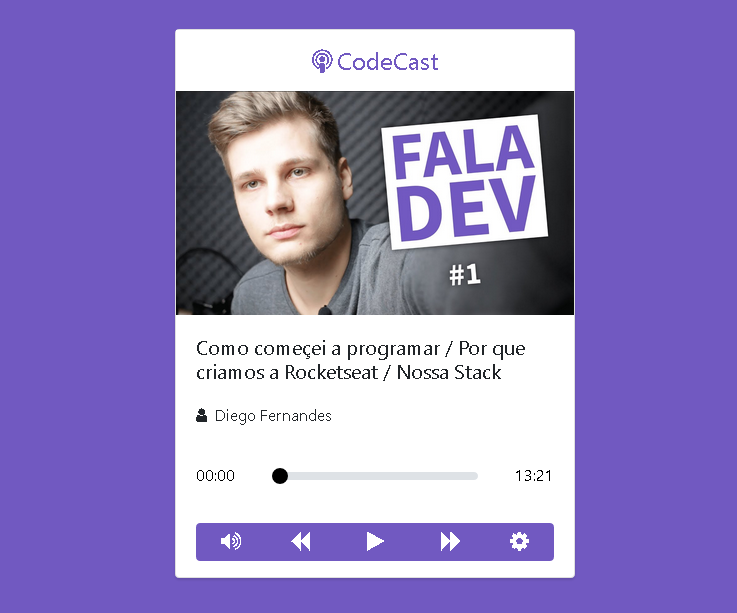 CodeCast
FALA
DEV
#1
Como começei a programar / Por que
criamos a Rocketseat / Nossa Stack
Diego Fernandes
00:00
13:21